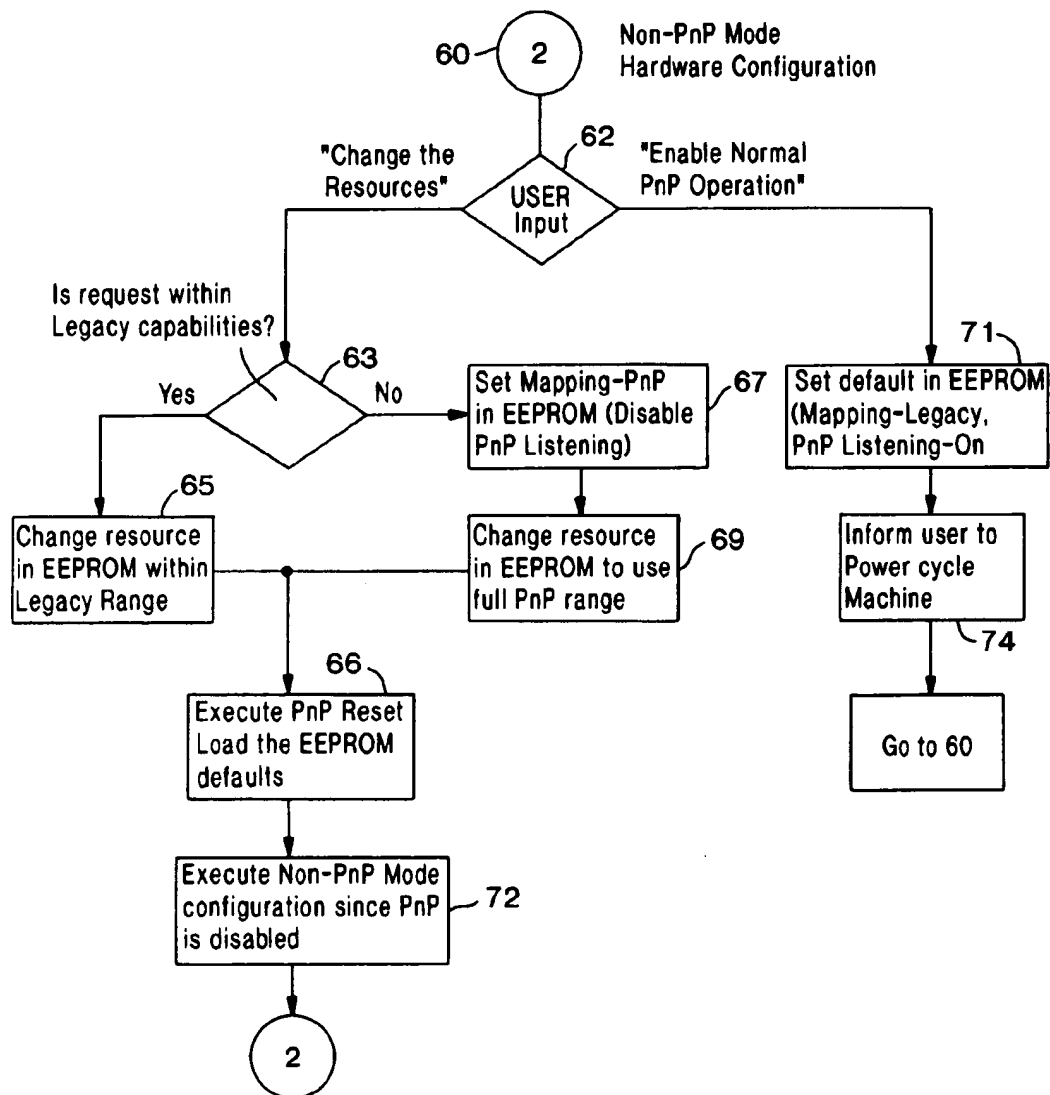 60
2
Non-PnP Mode
Hardware Configuration
62
"Change the
Resources"
"Enable Normal
PnP Operation"
USER
Input
Is request within
Legacy capabilities?
63
Yes
No
Set Mapping-PnP
in EEPROM (Disable
PnP Listening)
67
71
Set default in EEPROM
(Mapping-Legacy,
PnP Listening-On
65
Change resource
in EEPROM within
Legacy Range
Change resource
in EEPROM to use
full PnP range
69
Inform user to
Power cycle
Machine
74
66
Execute PnP Reset
Load the EEPROM
defaults
Go to 60
Execute Non-PnP Mode
configuration since PnP
is disabled
72
2